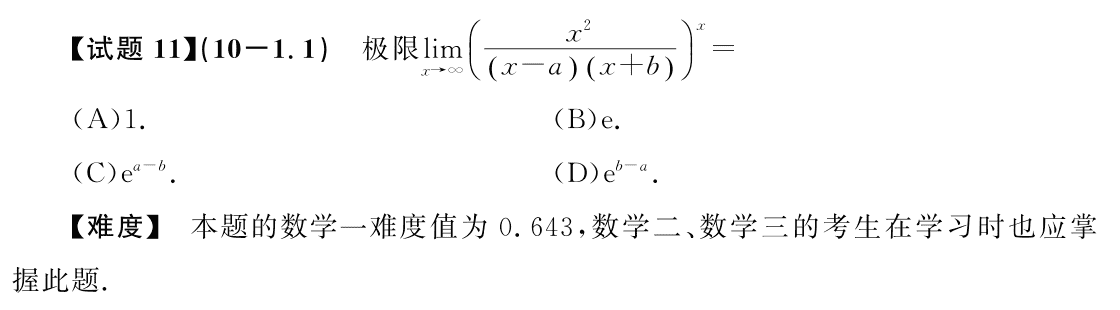 【试题 11】(10-1.1) 极限$\lim_{x\to\infty}\left(\frac{x^2}{(x-a)(x+b)}\right)^x=$
(A)1. (B)e.
(C)$e^{a-b}$. (D)$e^{b-a}$.
【难度】 本题的数学一难度值为 0.643,数学二、数学三的考生在学习时也应掌
握此题.